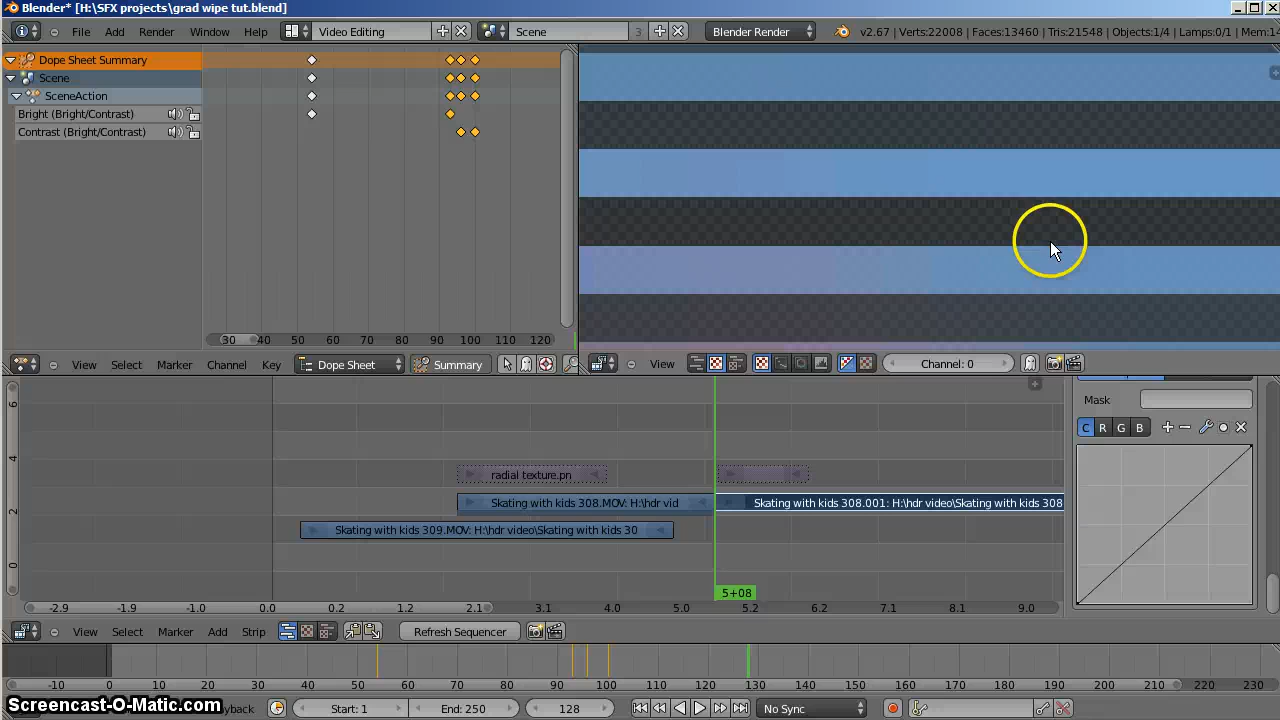 Blender* [H:\SFX projects\grad wipe tut.blend]
File Add Render Window Help Video Editing Scene 3 Blender Render v2.67 | Verts:22008 | Faces:13460 | Tris:21548 | Objects:1/4 | Lamps:0/1 | Mem:14
Dope Sheet Summary
Scene
SceneAction
Bright (Bright/Contrast)
Contrast (Bright/Contrast)
30 40 50 60 70 80 90 100 110 120
View Select Marker Channel Key Dope Sheet Summary
View Channel: 0
Mask
C R G B
6
4
2
0
radial texture.pn
Skating with kids 308.MOV: H:\hdr vid
Skating with kids 308.001: H:\hdr video\Skating with kids 308
Skating with kids 309.MOV: H:\hdr video\Skating with kids 30
5+08
-2.9 -1.9 -1.0 0.0 0.2 1.2 2.1 3.1 4.0 5.0 5.2 6.2 7.1 8.1 9.0
View Select Marker Add Strip Refresh Sequencer
-10 0 10 20 30 40 50 60 70 80 90 100 110 120 130 140 150 160 170 180 190 200 210 220 230
Screencast-O-Matic.com
ayback Start: 1 End: 250 128 No Sync